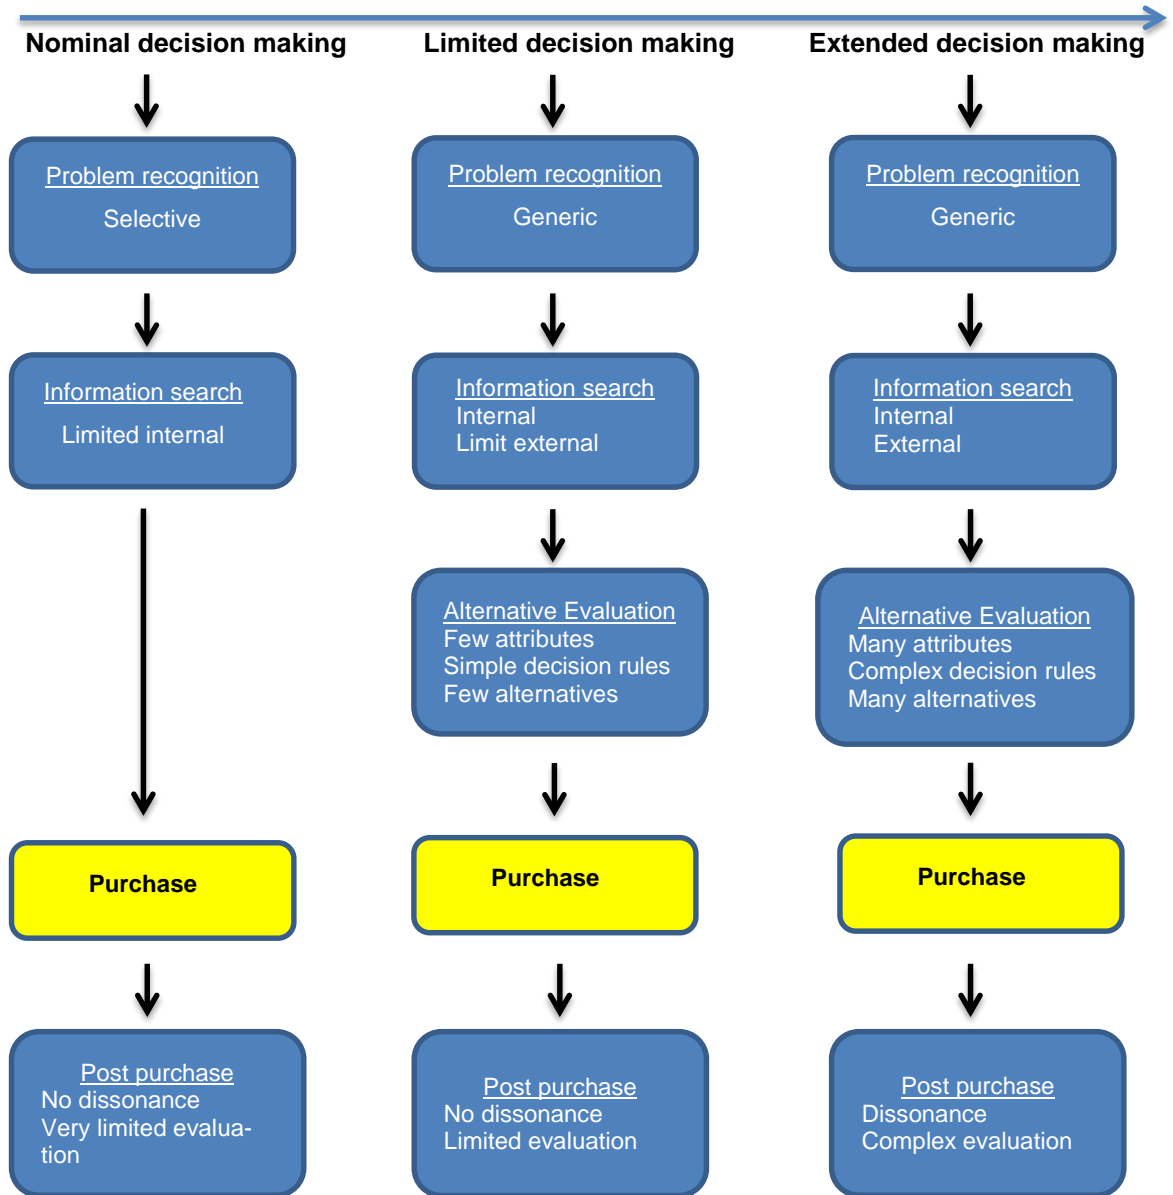 Nominal decision making
Limited decision making
Extended decision making
Problem recognition
Selective
Problem recognition
Generic
Problem recognition
Generic
Information search
Limited internal
Information search
Internal
Limit external
Information search
Internal
External
Alternative Evaluation
Few attributes
Simple decision rules
Few alternatives
Alternative Evaluation
Many attributes
Complex decision rules
Many alternatives
Purchase
Purchase
Purchase
Post purchase
No dissonance
Very limited evalua-
tion
Post purchase
No dissonance
Limited evaluation
Post purchase
Dissonance
Complex evaluation